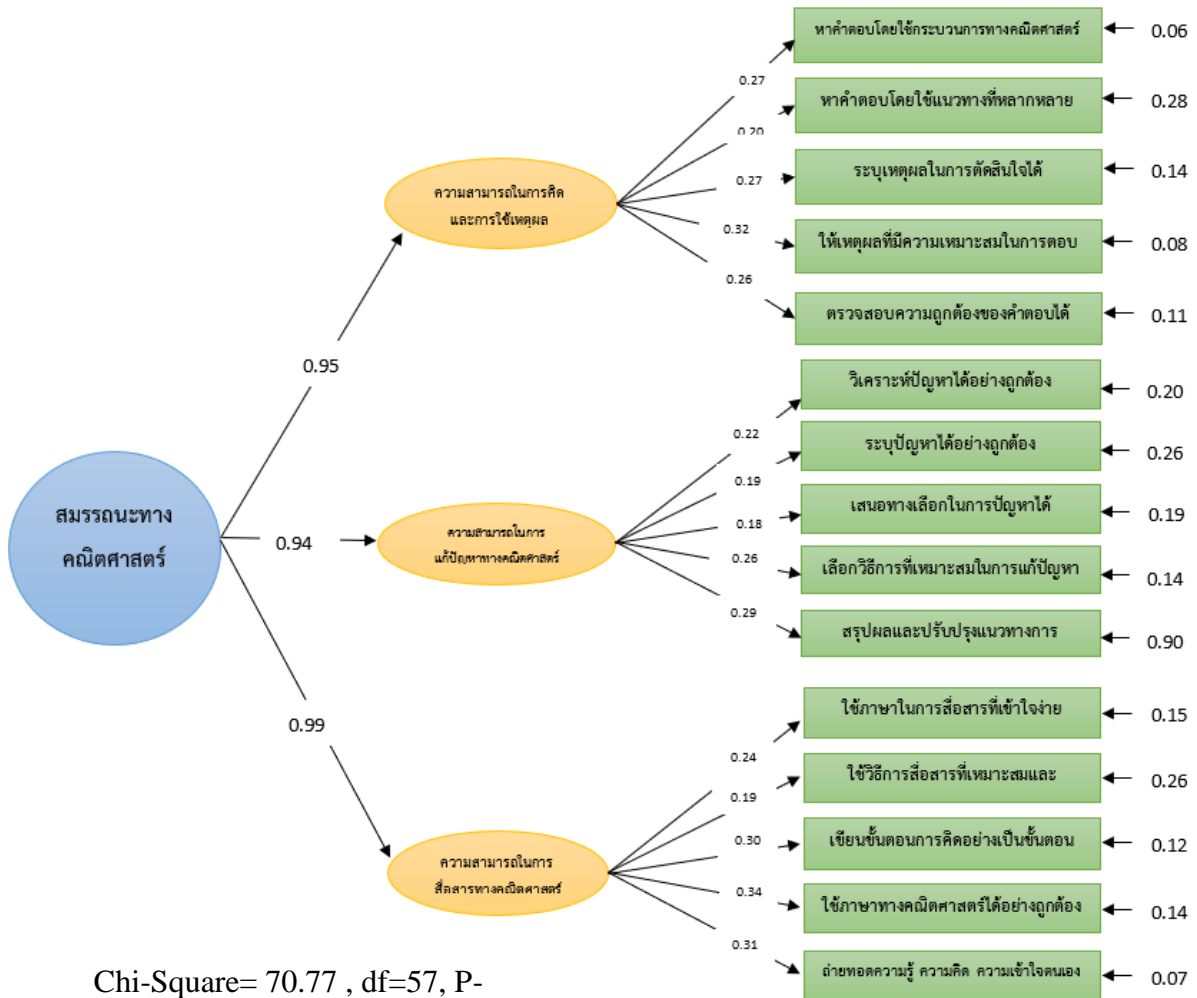 หาคำตอบโดยใช้กระบวนการทางคณิตศาสตร์
0.06
0.27
หาคำตอบโดยใช้แนวทางที่หลากหลาย
0.28
0.20
ระบุเหตุผลในการตัดสินใจได้
0.14
0.27
ความสามารถในการคิด
และการใช้เหตุผล
ให้เหตุผลที่มีความเหมาะสมในการตอบ
0.08
0.32
ตรวจสอบความถูกต้องของคำตอบได้
0.11
0.26
0.95
วิเคราะห์ปัญหาได้อย่างถูกต้อง
0.20
0.22
ระบุปัญหาได้อย่างถูกต้อง
0.26
0.19
สมรรถนะทาง
คณิตศาสตร์
0.94
ความสามารถในการ
แก้ปัญหาทางคณิตศาสตร์
เสนอทางเลือกในการปัญหาได้
0.19
0.18
เลือกวิธีการที่เหมาะสมในการแก้ปัญหา
0.14
0.26
สรุปผลและปรับปรุงแนวทางการ
0.90
0.29
0.99
ใช้ภาษาในการสื่อสารที่เข้าใจง่าย
0.15
0.24
ใช้วิธีการสื่อสารที่เหมาะสมและ
0.26
0.19
เขียนขั้นตอนการคิดอย่างเป็นขั้นตอน
0.12
0.30
ความสามารถในการ
สื่อสารทางคณิตศาสตร์
ใช้ภาษาทางคณิตศาสตร์ได้อย่างถูกต้อง
0.14
0.34
ถ่ายทอดความรู้ ความคิด ความเข้าใจตนเอง
0.07
0.31
Chi-Square= 70.77 , df=57, P-